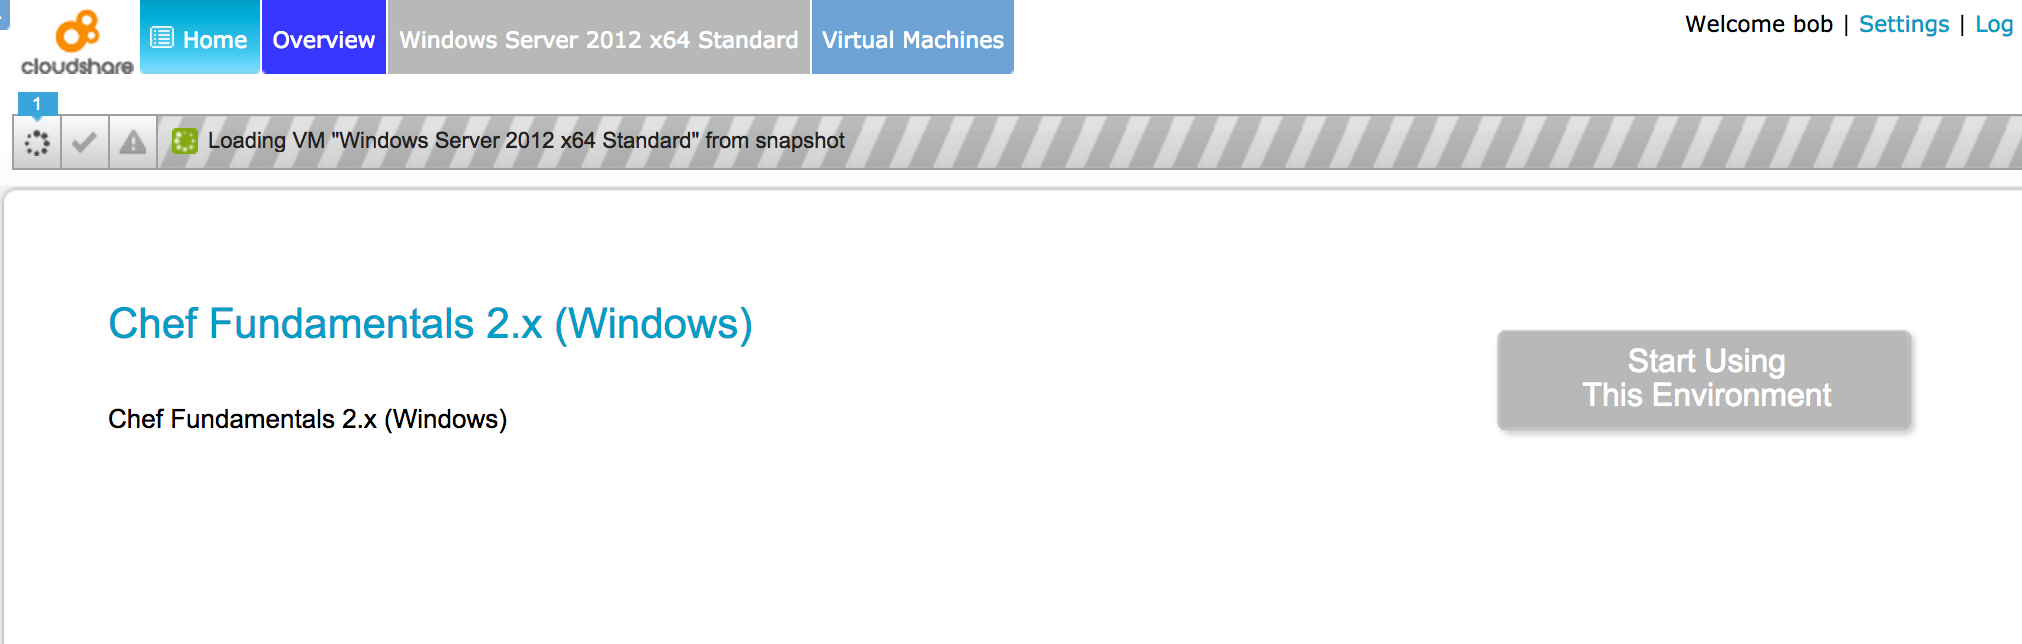 cloudshare
Home
Overview
Windows Server 2012 x64 Standard
Virtual Machines
Welcome bob | Settings | Log
1
Loading VM "Windows Server 2012 x64 Standard" from snapshot
Chef Fundamentals 2.x (Windows)
Start Using
This Environment
Chef Fundamentals 2.x (Windows)